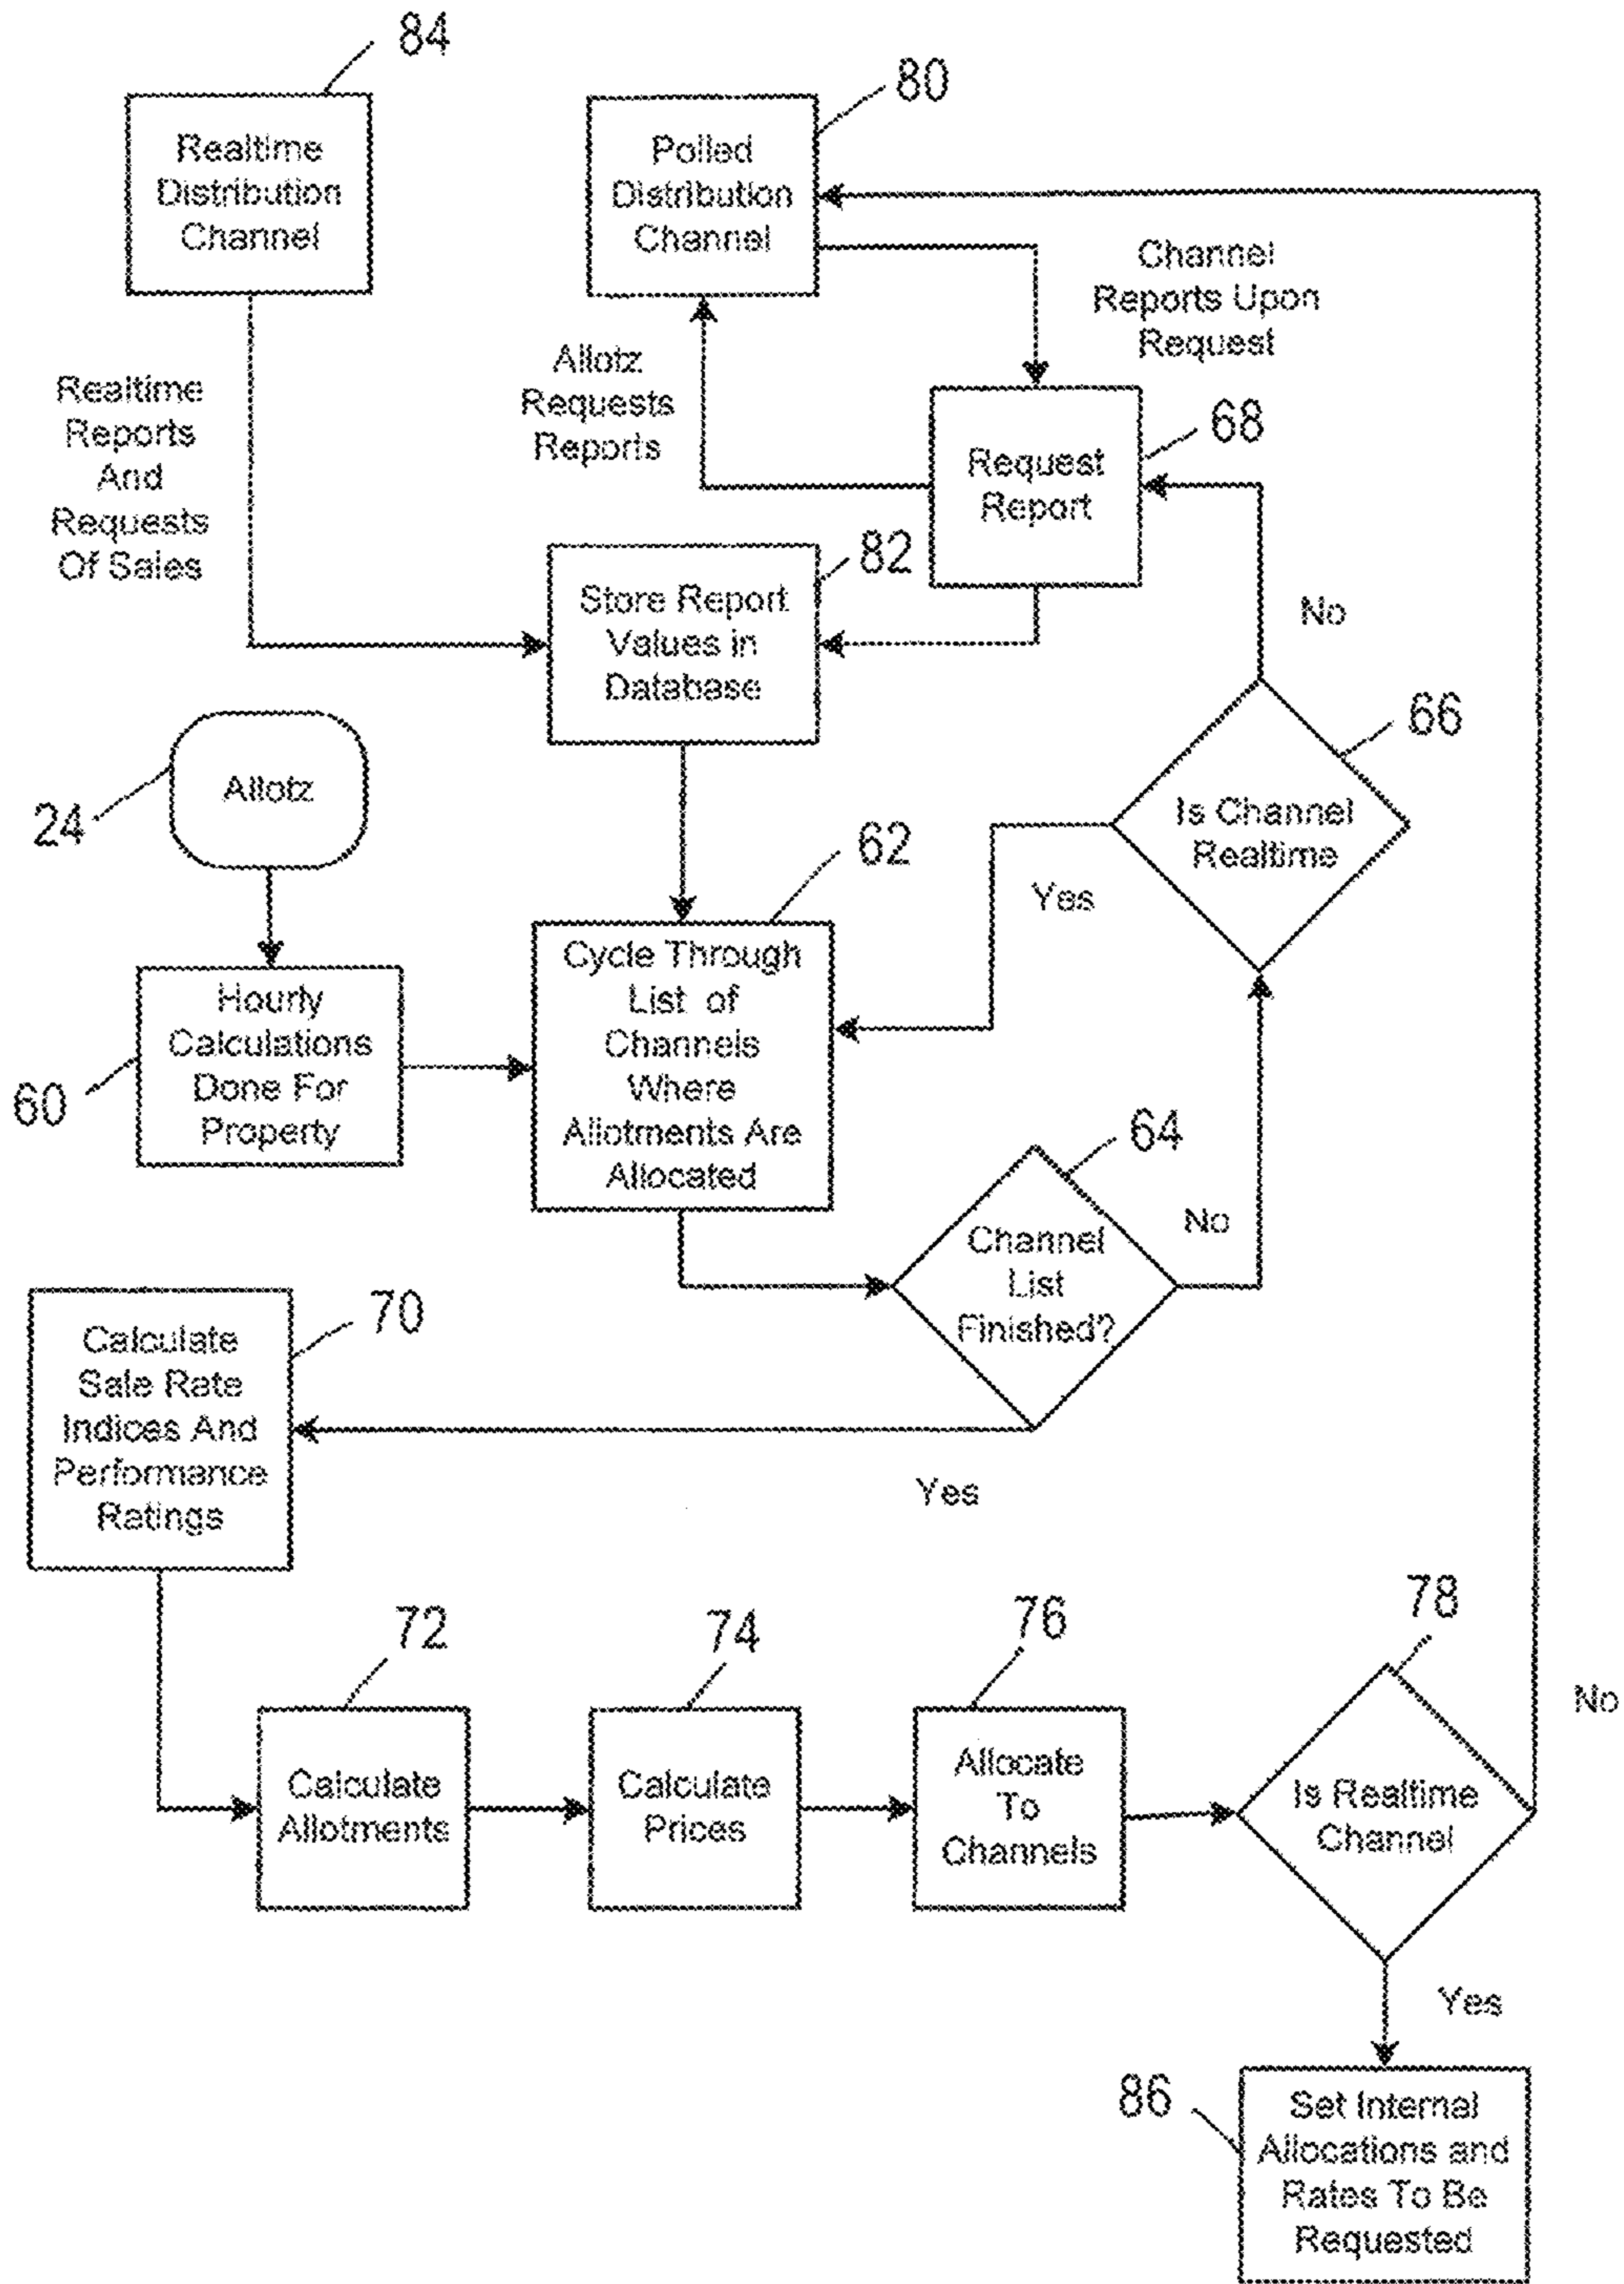 84
Realtime
Distribution
Channel
80
Polled
Distribution
Channel
Channel
Reports Upon
Request
Allotz
Requests
Reports
Realtime
Reports
And
Requests
Of Sales
68
Request
Report
82
Store Report
Values in
Database
No
66
Is Channel
Realtime
Yes
24
Allotz
62
Cycle Through
List of
Channels
Where
Allotments Are
Allocated
60
Hourly
Calculations
Done For
Property
64
Channel
List
Finished?
No
Yes
70
Calculate
Sale Rate
Indices And
Performance
Ratings
72
Calculate
Allotments
74
Calculate
Prices
76
Allocate
To
Channels
78
Is Realtime
Channel
No
Yes
86
Set Internal
Allocations and
Rates To Be
Requested